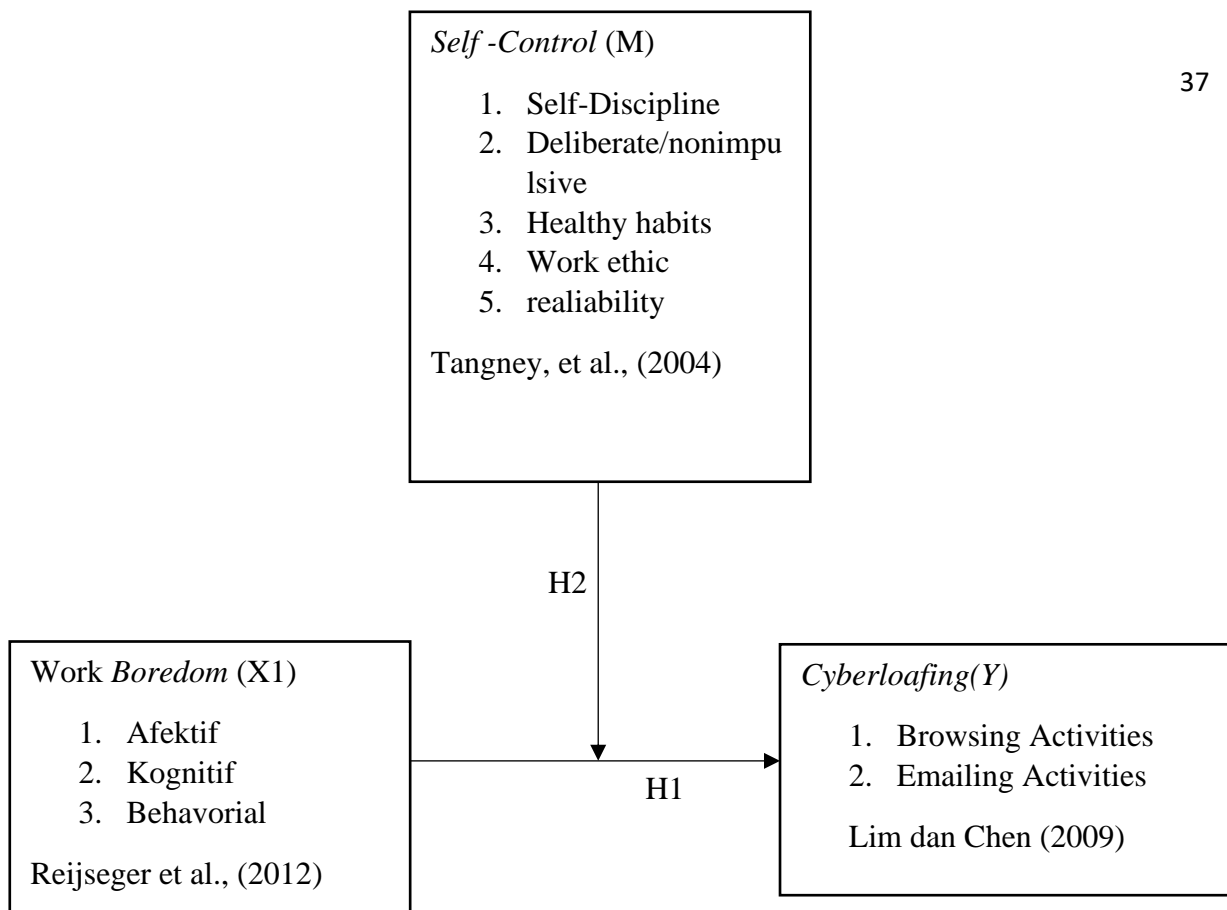 37
Self -Control (M)
1. Self-Discipline
2. Deliberate/nonimpu
lsive
3. Healthy habits
4. Work ethic
5. realiability
Tangney, et al., (2004)
H2
Work Boredom (X1)
1. Afektif
2. Kognitif
3. Behavorial
Reijseger et al., (2012)
H1
Cyberloafing(Y)
1. Browsing Activities
2. Emailing Activities
Lim dan Chen (2009)